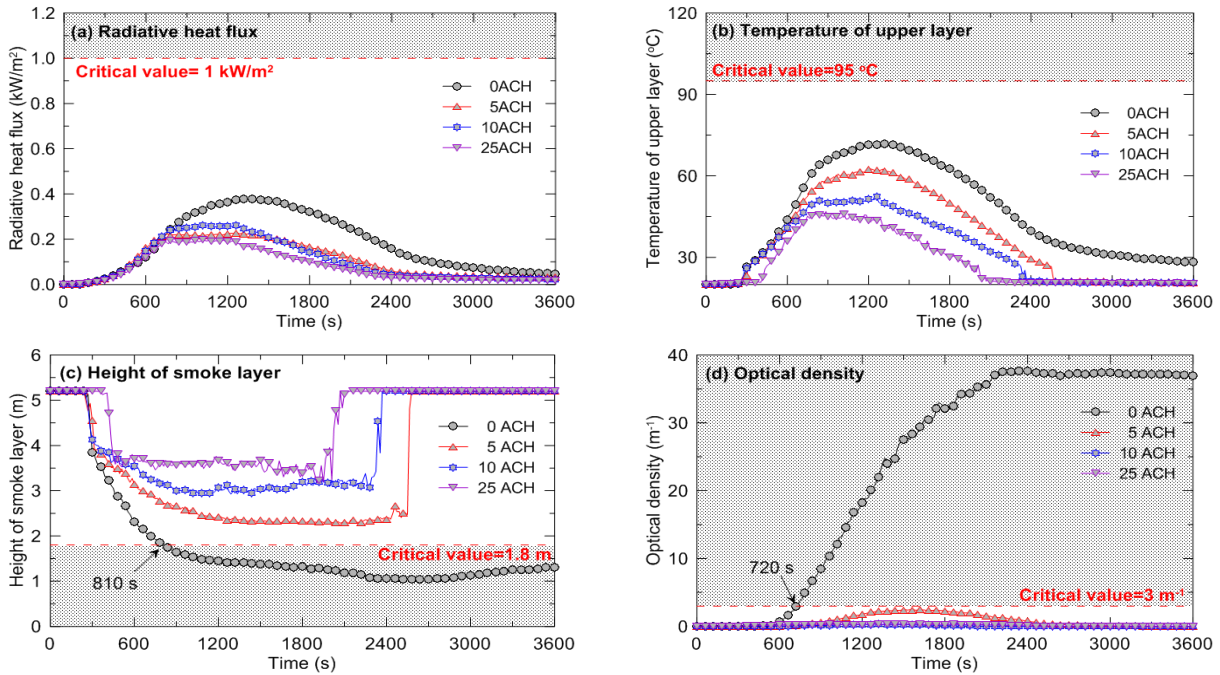 (a) Radiative heat flux
Critical value= 1 kW/m²
0ACH
5ACH
10ACH
25ACH
Radiative heat flux (kW/m²)
1.2
1.0
0.8
0.6
0.4
0.2
0.0
0 600 1200 1800 2400 3000 3600
Time (s)
(b) Temperature of upper layer
Critical value=95 °C
0ACH
5ACH
10ACH
25ACH
Temperature of upper layer (°C)
120
90
60
30
0 600 1200 1800 2400 3000 3600
Time (s)
(c) Height of smoke layer
0 ACH
5 ACH
10 ACH
25 ACH
Critical value=1.8 m
810 s
Height of smoke layer (m)
6
5
4
3
2
1
0
0 600 1200 1800 2400 3000 3600
Time (s)
(d) Optical density
0 ACH
5 ACH
10 ACH
25 ACH
720 s
Critical value=3 m⁻¹
Optical density (m⁻¹)
40
30
20
10
0
0 600 1200 1800 2400 3000 3600
Time (s)